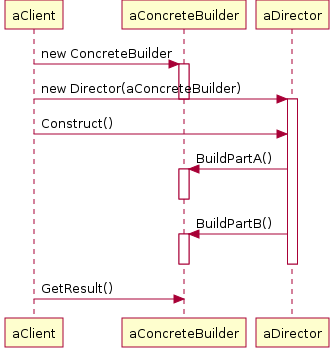 aClient aConcreteBuilder aDirector
new ConcreteBuilder
new Director(aConcreteBuilder)
Construct()
BuildPartA()
BuildPartB()
GetResult()
aClient aConcreteBuilder aDirector